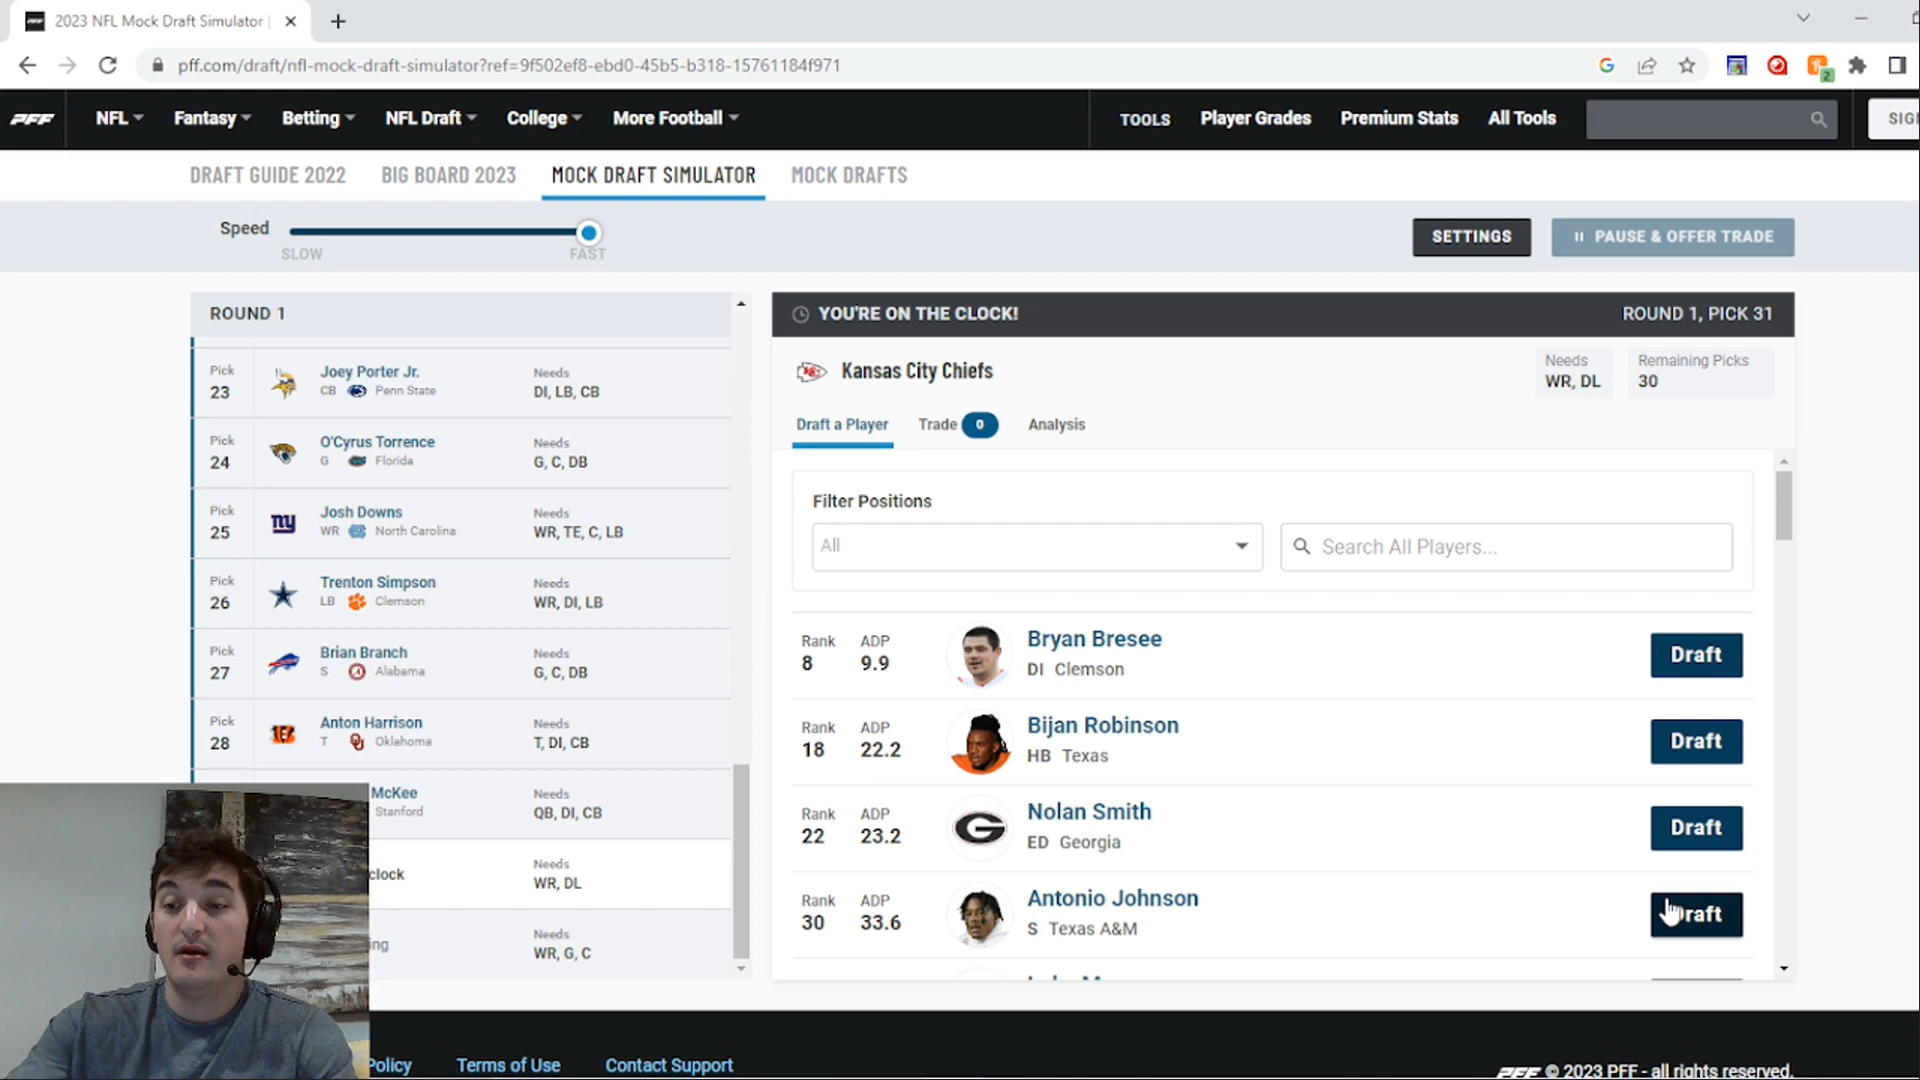 2023 NFL Mock Draft Simulator |
pff.com/draft/nfl-mock-draft-simulator?ref=9f502ef8-ebd0-45b5-b318-15761184f971
2
PFF
NFL
Fantasy
Betting
NFL Draft
College
More Football
TOOLS
Player Grades
Premium Stats
All Tools
SIG
DRAFT GUIDE 2022
BIG BOARD 2023
MOCK DRAFT SIMULATOR
MOCK DRAFTS
Speed
SLOW
FAST
SETTINGS
PAUSE & OFFER TRADE
ROUND 1
Pick
23
Joey Porter Jr.
CB Penn State
Needs
DI, LB, CB
Pick
24
O'Cyrus Torrence
G Florida
Needs
G, C, DB
Pick
25
ny
Josh Downs
WR North Carolina
Needs
WR, TE, C, LB
Pick
26
Trenton Simpson
LB Clemson
Needs
WR, DI, LB
Pick
27
Brian Branch
S Alabama
Needs
G, C, DB
Pick
28
Anton Harrison
T Oklahoma
Needs
T, DI, CB
McKee
Stanford
Needs
QB, DI, CB
clock
Needs
WR, DL
ing
Needs
WR, G, C
YOU'RE ON THE CLOCK!
ROUND 1, PICK 31
Kansas City Chiefs
Needs
WR, DL
Remaining Picks
30
Draft a Player
Trade 0
Analysis
Filter Positions
All
Search All Players...
Rank
8
ADP
9.9
Bryan Bresee
DI Clemson
Draft
Rank
18
ADP
22.2
Bijan Robinson
HB Texas
Draft
Rank
22
ADP
23.2
Nolan Smith
ED Georgia
Draft
Rank
30
ADP
33.6
Antonio Johnson
S Texas A&M
raft
Policy
Terms of Use
Contact Support
PFF © 2023 PFF - all rights reserved.